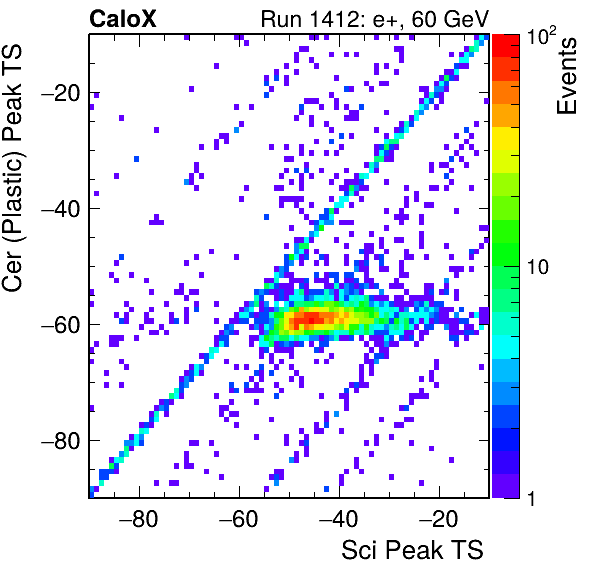 CaloX Run 1412: e+, 60 GeV
Cer (Plastic) Peak TS
−20
−40
−60
−80
−80 −60 −40 −20
Sci Peak TS
10²
10
1
Events